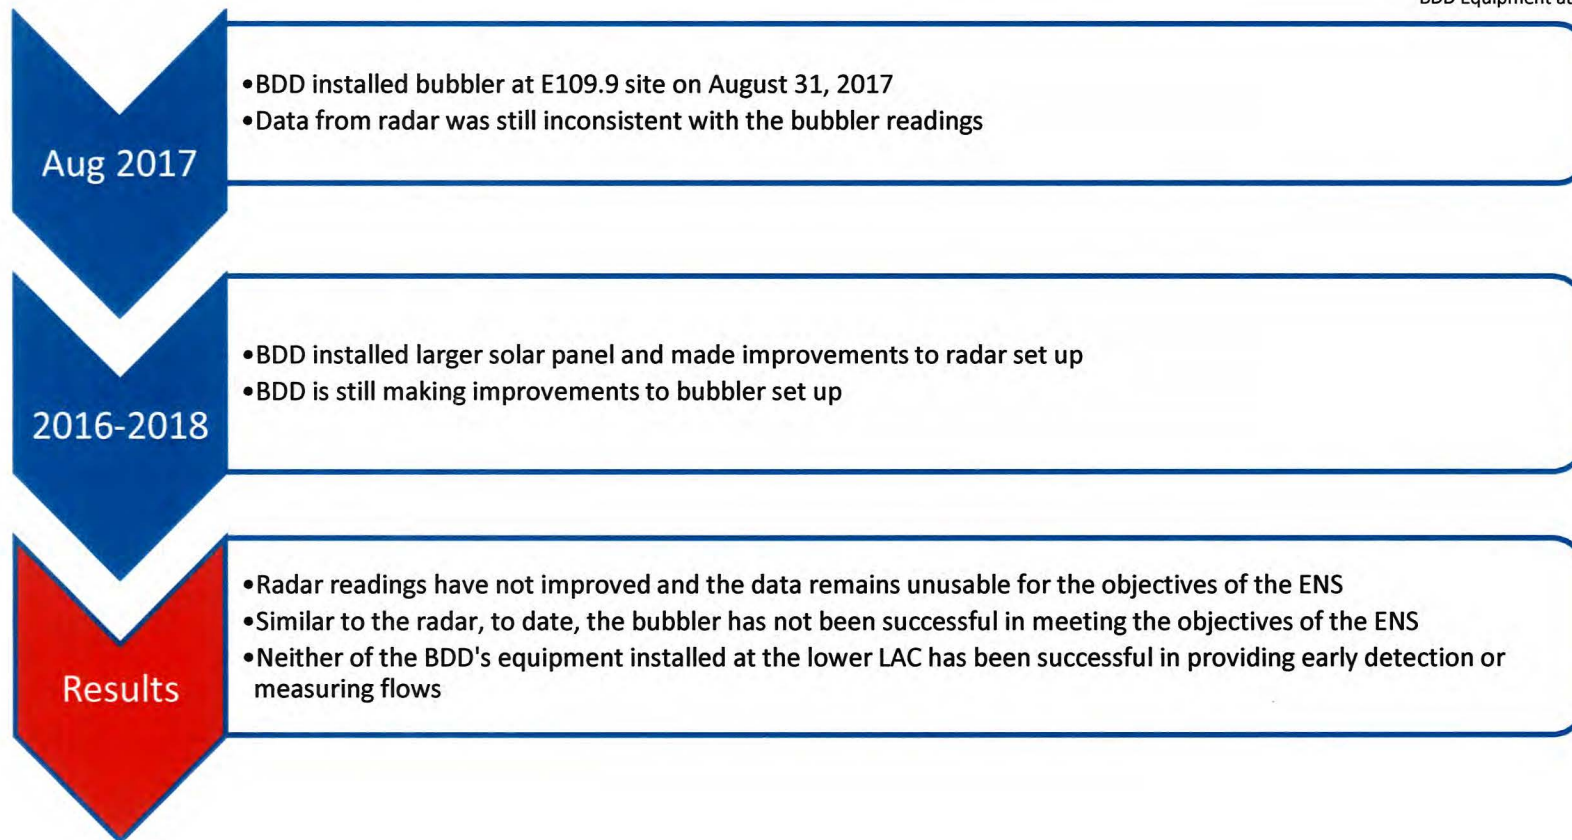 BDD Equipment at
Aug 2017
•BDD installed bubbler at E109.9 site on August 31, 2017
•Data from radar was still inconsistent with the bubbler readings
2016-2018
•BDD installed larger solar panel and made improvements to radar set up
•BDD is still making improvements to bubbler set up
Results
•Radar readings have not improved and the data remains unusable for the objectives of the ENS
•Similar to the radar, to date, the bubbler has not been successful in meeting the objectives of the ENS
•Neither of the BDD's equipment installed at the lower LAC has been successful in providing early detection or
measuring flows